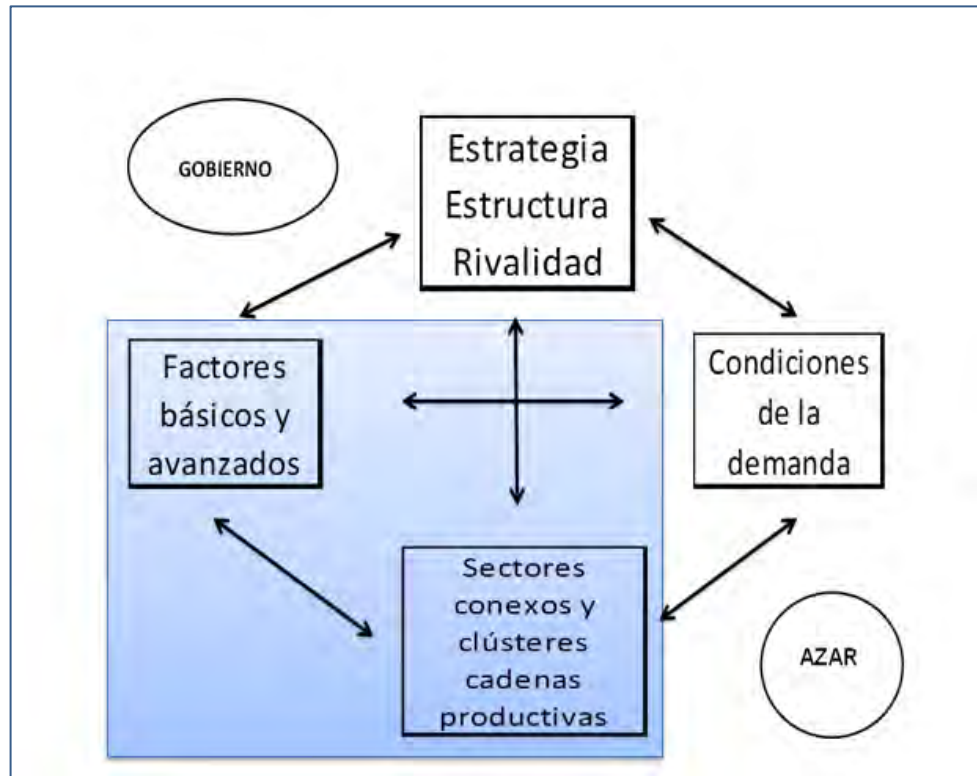 GOBIERNO
Estrategia
Estructura
Rivalidad
Factores
básicos y
avanzados
Condiciones
de la
demanda
Sectores
conexos y
clústeres
cadenas
productivas
AZAR